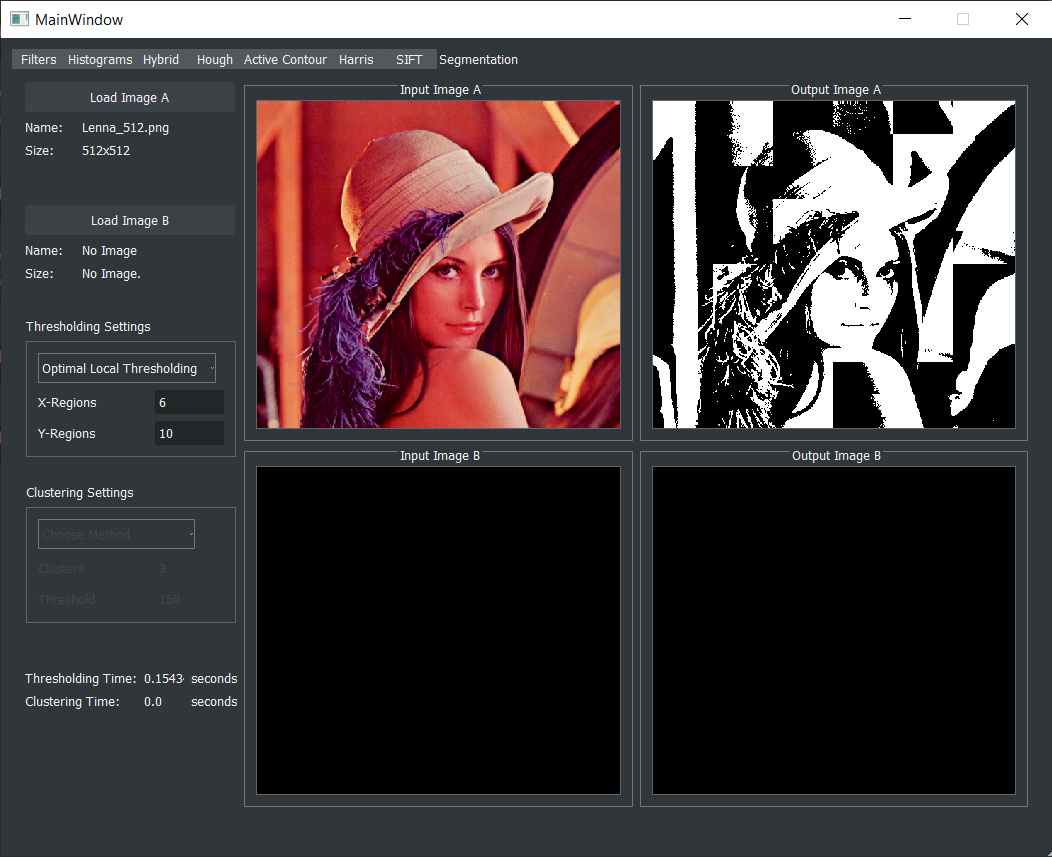 MainWindow
Filters Histograms Hybrid Hough Active Contour Harris SIFT Segmentation
Load Image A
Name: Lenna_512.png
Size: 512x512
Load Image B
Name: No Image
Size: No Image.
Thresholding Settings
Optimal Local Thresholding
X-Regions 6
Y-Regions 10
Clustering Settings
Choose Method
Clusters 3
Threshold 150
Thresholding Time: 0.1543 seconds
Clustering Time: 0.0 seconds
Input Image A
Output Image A
Input Image B
Output Image B